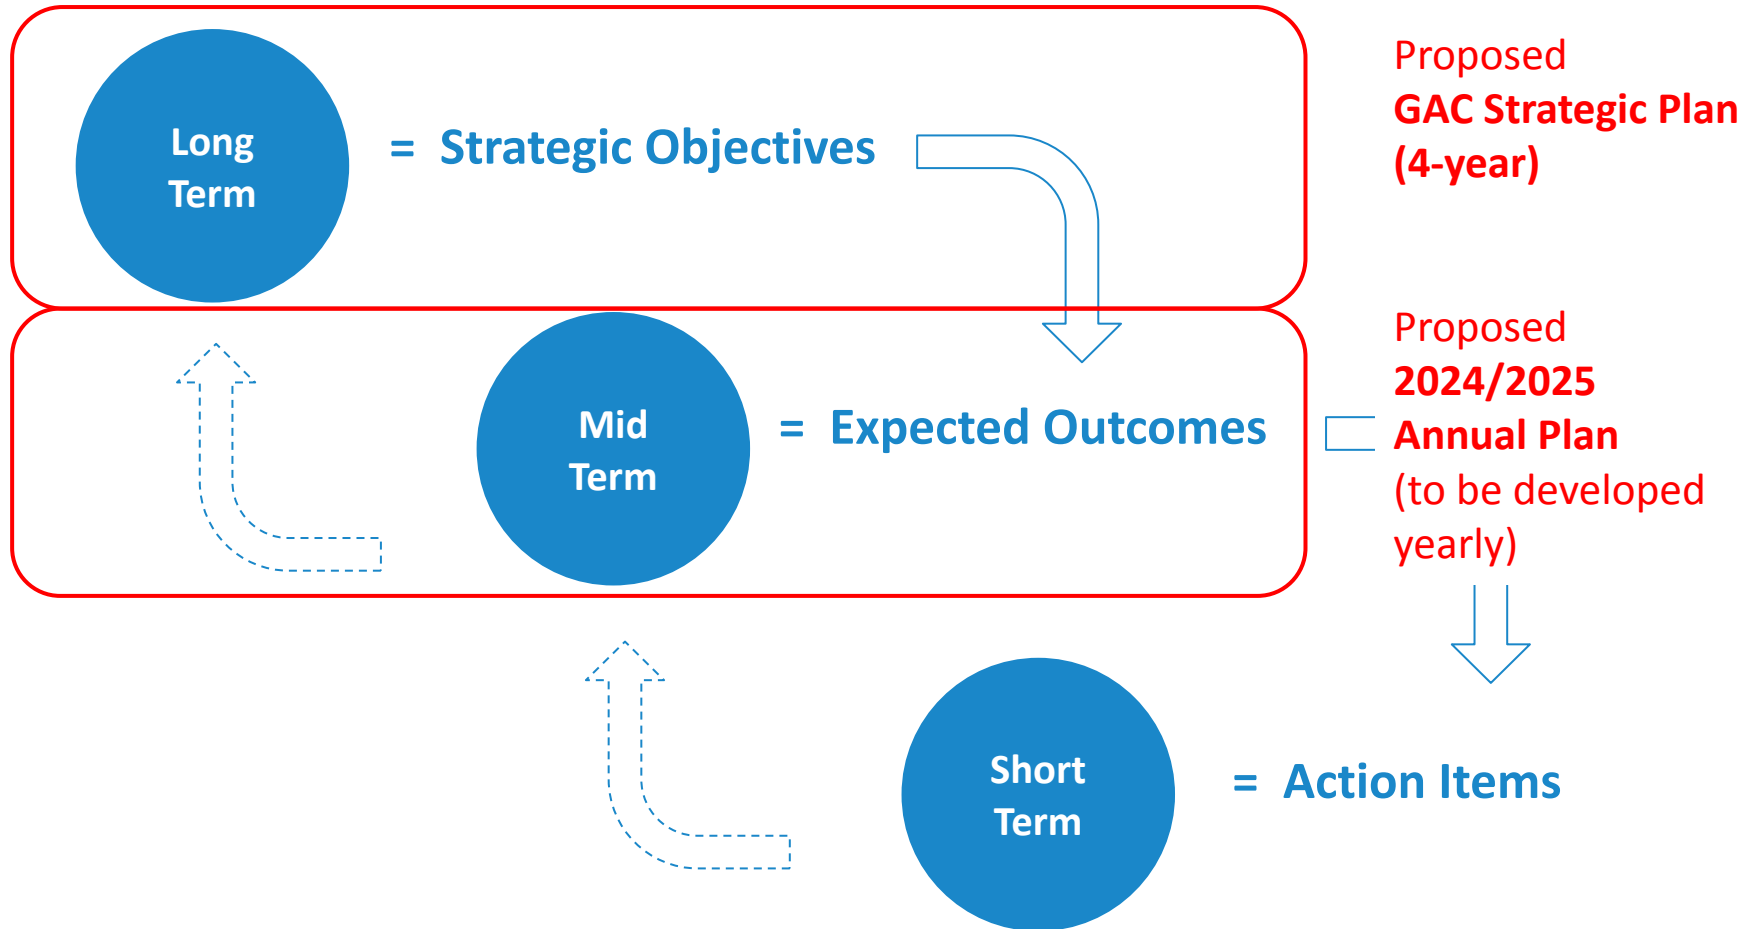 Long
Term
= Strategic Objectives
Proposed
GAC Strategic Plan
(4-year)
Mid
Term
= Expected Outcomes
Proposed
2024/2025
Annual Plan
(to be developed
yearly)
Short
Term
= Action Items